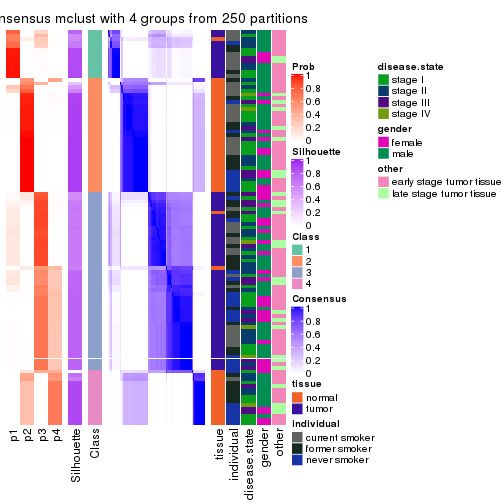 nsensus mclust with 4 groups from 250 partitions
Prob
1
0.8
0.6
0.4
0.2
0
Silhouette
1
0.8
0.6
0.4
0.2
0
Class
1
2
3
4
Consensus
1
0.8
0.6
0.4
0.2
0
tissue
normal
tumor
individual
current smoker
former smoker
never smoker
disease.state
stage I
stage II
stage III
stage IV
gender
female
male
other
early stage tumor tissue
late stage tumor tissue
p1
p2
p3
p4
Silhouette
Class
tissue
individual
disease.state
gender
other